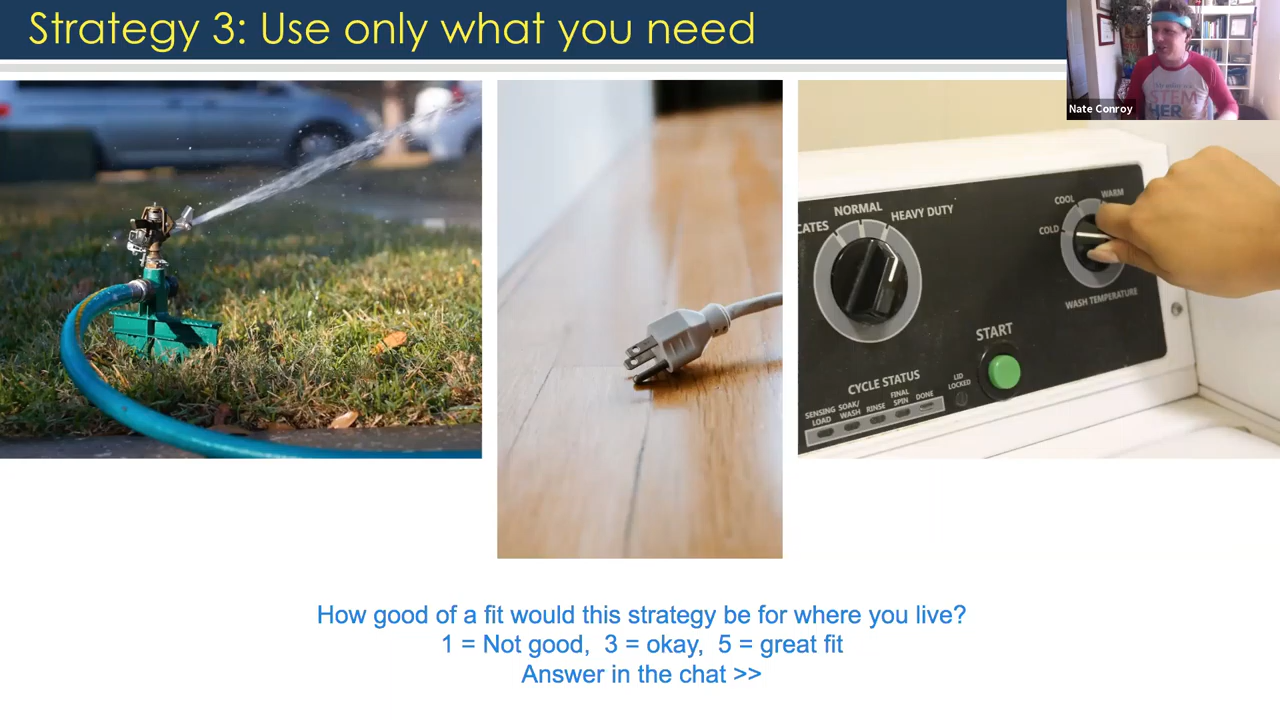 Strategy 3: Use only what you need
Nate Conroy
STEM
HER
CATES
NORMAL
HEAVY DUTY
COLD
COOL
WARM
WASH TEMPERATURE
START
CYCLE STATUS
SENSING LOAD
SOAK/ WASH
RINSE
FINAL SPIN
DONE
LID LOCKED
How good of a fit would this strategy be for where you live?
1 = Not good,  3 = okay,  5 = great fit
Answer in the chat >>